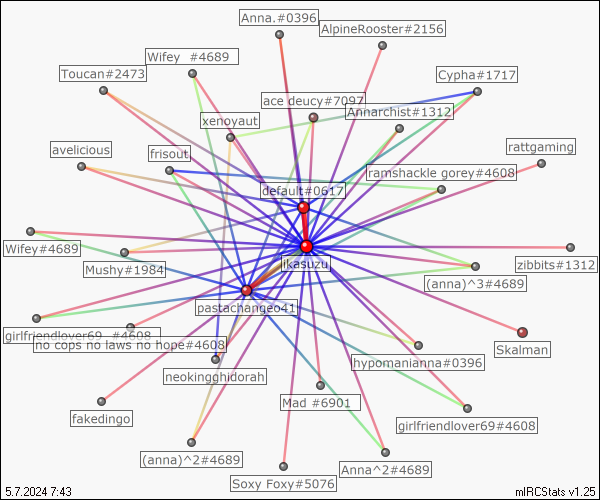 Anna.#0396
AlpineRooster#2156
Wifey #4689
Toucan#2473
Cypha#1717
ace deucy#7097
Annarchist#1312
xenoyaut
avelicious
frisout
rattgaming
ramshackle gorey#4608
default#0617
Wifey#4689
likasuzu
Mushy#1984
zibbits#1312
(anna)^3#4689
pastachangeo41
girlfriendlover69 #4608
no cops no laws no hope#4608
Skalman
hypomanianna#0396
neokingghidorah
Mad #6901
fakedingo
girlfriendlover69#4608
(anna)^2#4689
Anna^2#4689
Soxy Foxy#5076
5.7.2024 7:43
mIRCStats v1.25